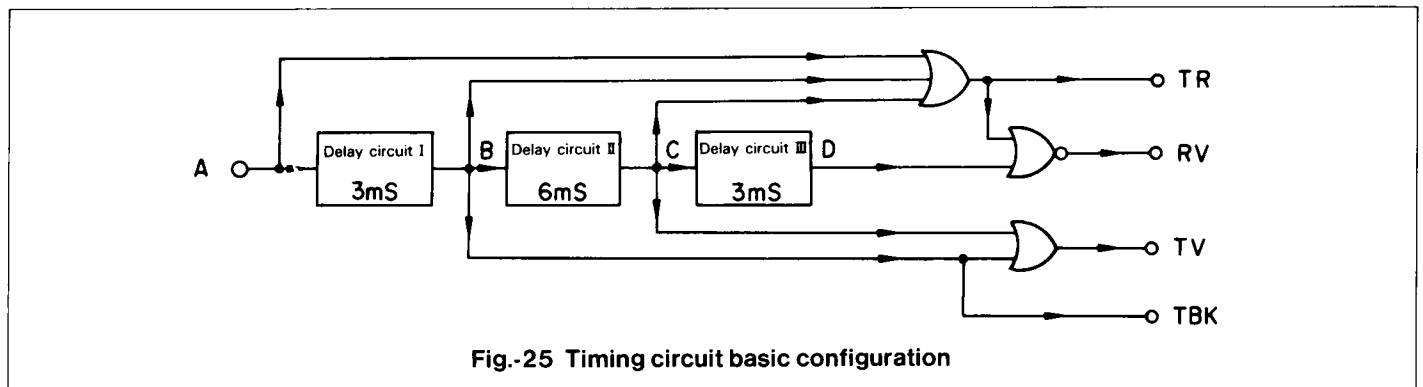 TR
Delay circuit I
3mS
Delay circuit II
6mS
Delay circuit III
3mS
A
B
C
D
RV
TV
TBK
Fig.-25 Timing circuit basic configuration